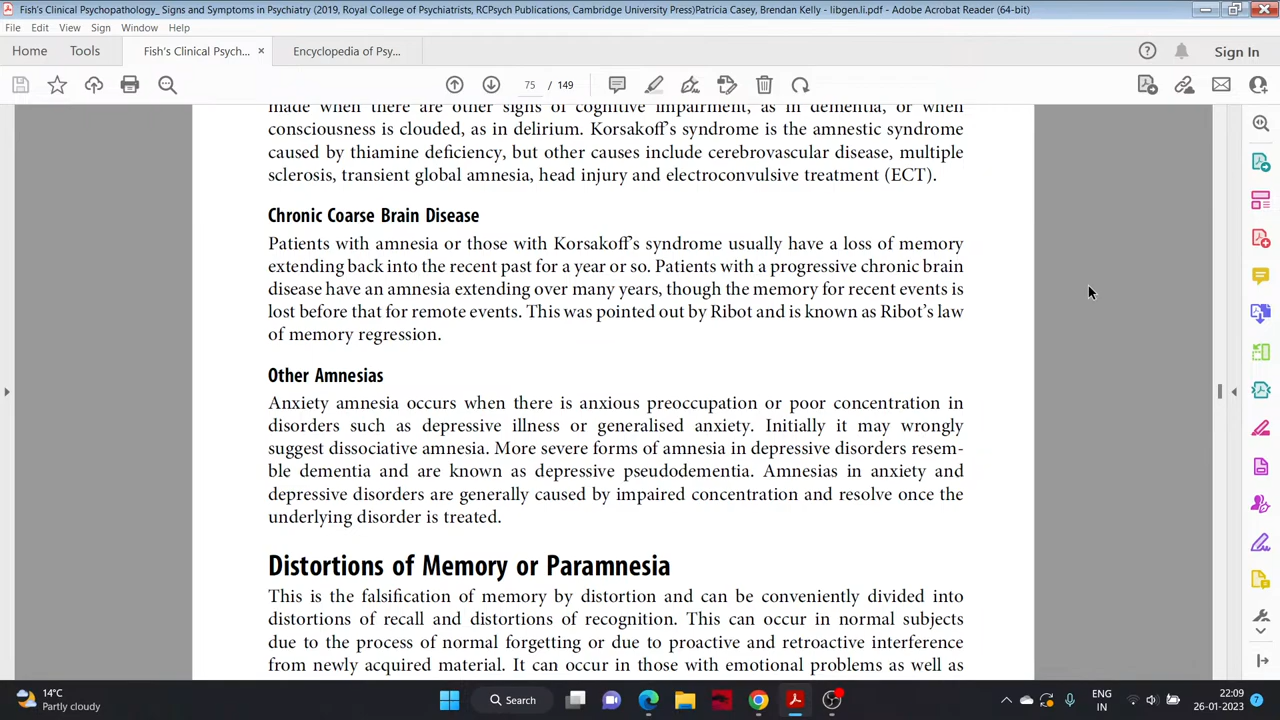 Fish's Clinical Psychopathology_ Signs and Symptoms in Psychiatry (2019, Royal College of Psychiatrists, RCPsych Publications, Cambridge University Press)Patricia Casey, Brendan Kelly - libgen.li.pdf - Adobe Acrobat Reader (64-bit)
File Edit View Sign Window Help
Home Tools Fish's Clinical Psych... × Encyclopedia of Psy... Sign In
75 / 149
made when there are other signs of cognitive impairment, as in dementia, or when
consciousness is clouded, as in delirium. Korsakoff's syndrome is the amnestic syndrome
caused by thiamine deficiency, but other causes include cerebrovascular disease, multiple
sclerosis, transient global amnesia, head injury and electroconvulsive treatment (ECT).
Chronic Coarse Brain Disease
Patients with amnesia or those with Korsakoff's syndrome usually have a loss of memory
extending back into the recent past for a year or so. Patients with a progressive chronic brain
disease have an amnesia extending over many years, though the memory for recent events is
lost before that for remote events. This was pointed out by Ribot and is known as Ribot's law
of memory regression.
Other Amnesias
Anxiety amnesia occurs when there is anxious preoccupation or poor concentration in
disorders such as depressive illness or generalised anxiety. Initially it may wrongly
suggest dissociative amnesia. More severe forms of amnesia in depressive disorders resem-
ble dementia and are known as depressive pseudodementia. Amnesias in anxiety and
depressive disorders are generally caused by impaired concentration and resolve once the
underlying disorder is treated.
Distortions of Memory or Paramnesia
This is the falsification of memory by distortion and can be conveniently divided into
distortions of recall and distortions of recognition. This can occur in normal subjects
due to the process of normal forgetting or due to proactive and retroactive interference
from newly acquired material. It can occur in those with emotional problems as well as
14°C
Partly cloudy
Search
ENG
IN
22:09
26-01-2023
7